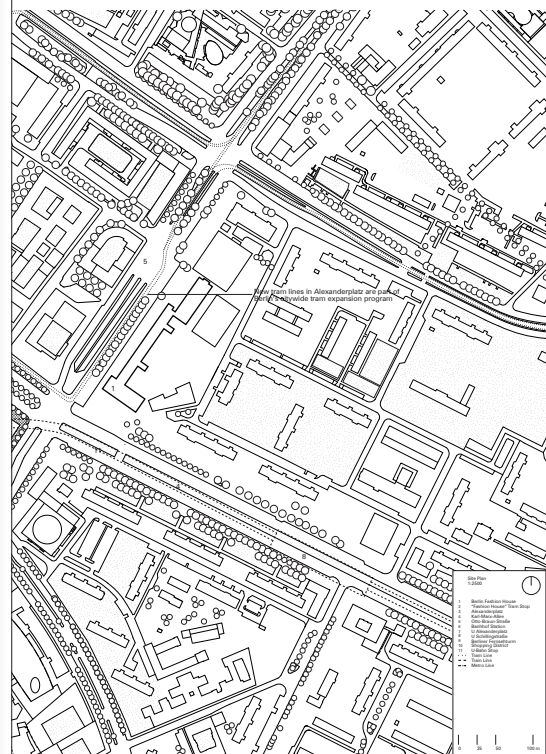 5
New tram lines in Alexanderplatz are part of
Berlin's citywide tram expansion program
1
8
Site Plan
1:2500
1 Berlin Fashion House
2 "Fashion House" Tram Stop
3 Alexanderplatz
4 Karl-Marx-Allee
5 Otto-Braun-Straße
6 Bahnhof Station
7 U Alexanderplatz
8 U Schillingstraße
9 Berliner Fernsehturm
10 Shopping District
11 U-Bahn Stop
Tram Line
Train Line
Metro Line
0 25 50 100 m